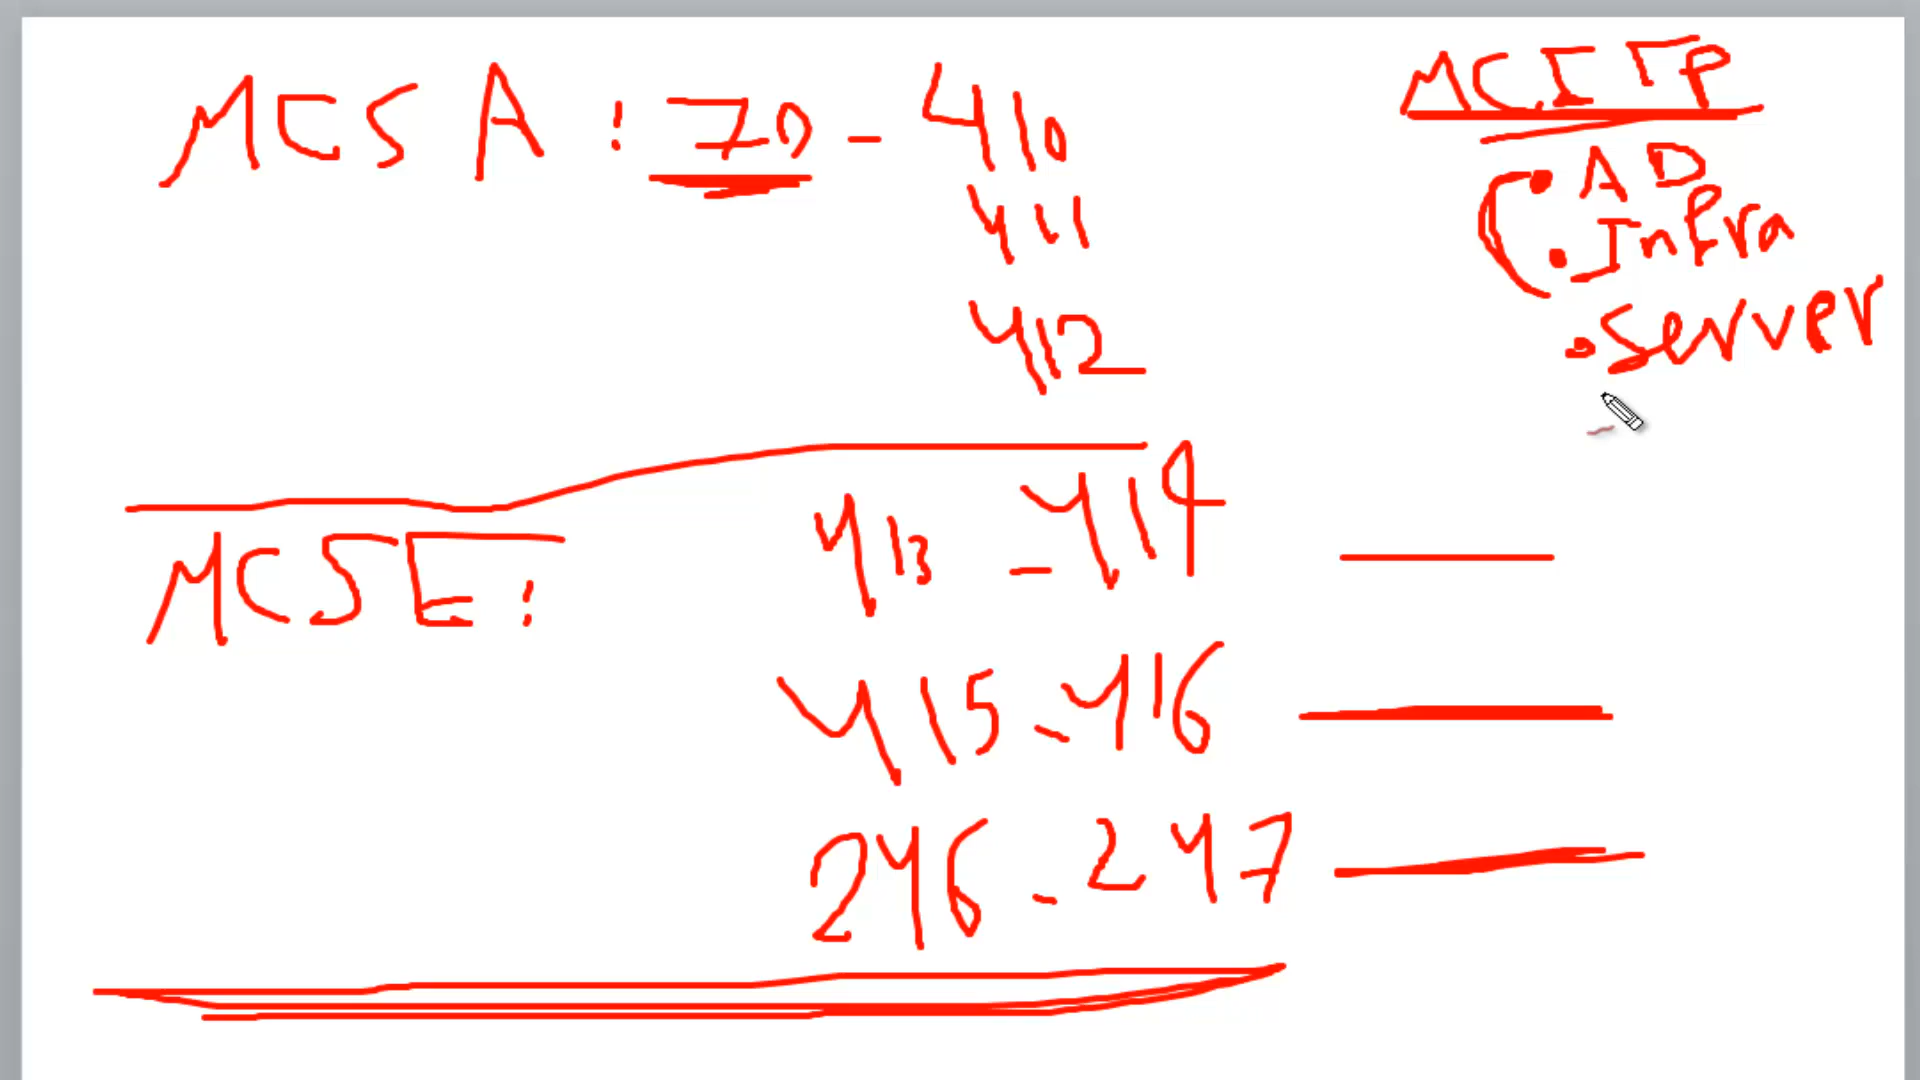 MCSA: 70-410
411
412
MCSE: 413-414
415-416
246-247
MCITP
• AD
• Infra
• Server